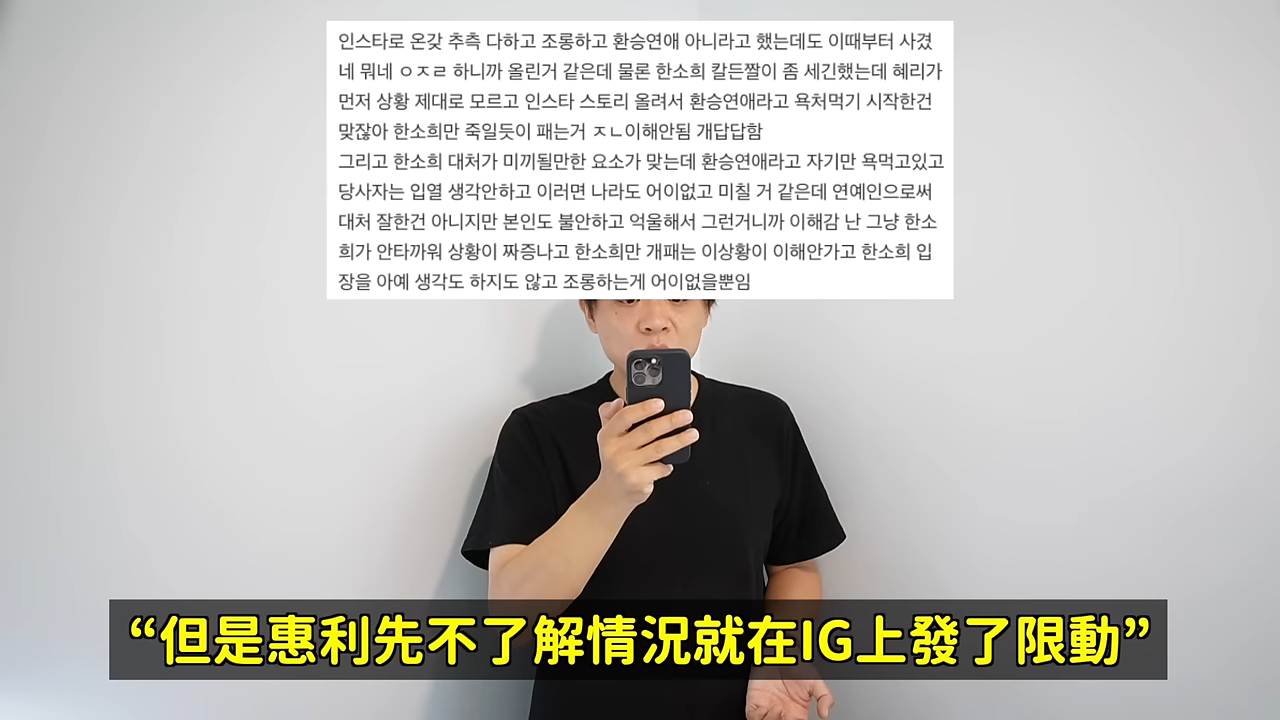 인스타로 온갖 추측 다하고 조롱하고 환승연애 아니라고 했는데도 이때부터 사겼
네 뭐네 ㅇㅈㄹ 하니까 올린거 같은데 물론 한소희 칼든짤이 좀 세긴했는데 혜리가
먼저 상황 제대로 모르고 인스타 스토리 올려서 환승연애라고 욕처먹기 시작한건
맞잖아 한소희만 죽일듯이 패는거 ㅈㄴ이해안됨 개답답함
그리고 한소희 대처가 미끼될만한 요소가 맞는데 환승연애라고 자기만 욕먹고있고
당사자는 입열 생각안하고 이러면 나라도 어이없고 미칠 거 같은데 연예인으로써
대처 잘한건 아니지만 본인도 불안하고 억울해서 그런거니까 이해감 난 그냥 한소
희가 안타까워 상황이 짜증나고 한소희만 개패는 이상황이 이해안가고 한소희 입
장을 아예 생각도 하지도 않고 조롱하는게 어이없을뿐임
“但是惠利先不了解情況就在IG上發了限動”